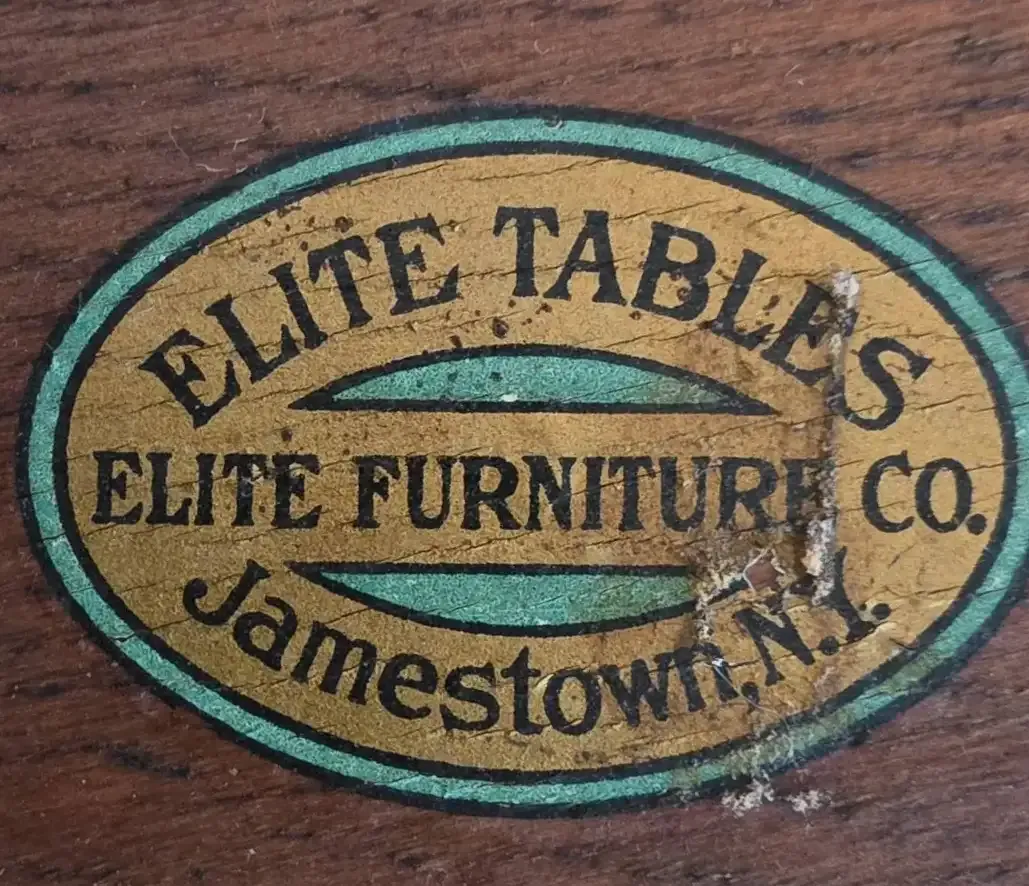 ELITE TABLES
ELITE FURNITURE CO.
Jamestown, N.Y.